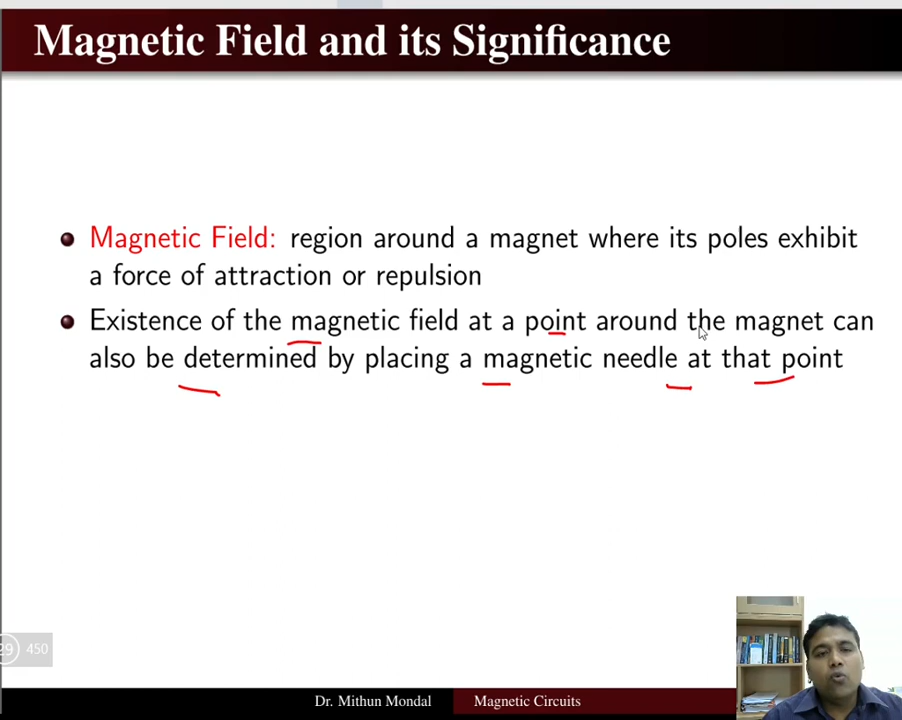 Magnetic Field and its Significance
Magnetic Field: region around a magnet where its poles exhibit
a force of attraction or repulsion
Existence of the magnetic field at a point around the magnet can
also be determined by placing a magnetic needle at that point
29 450
Dr. Mithun Mondal Magnetic Circuits